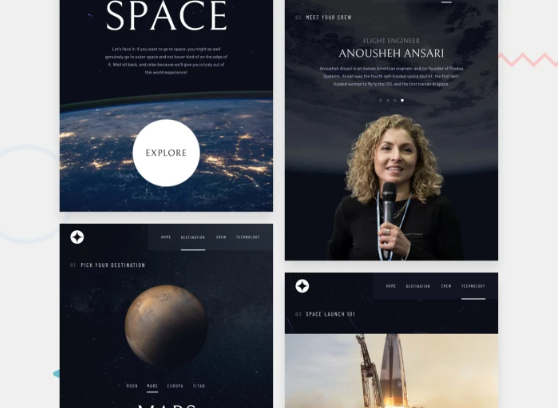 SPACE
Let's face it; if you want to go to space, you might as well
genuinely go to outer space and not hover kind of on the edge of
it. Well sit back, and relax because we'll give you a truly out of
this world experience!
EXPLORE
02 MEET YOUR CREW
FLIGHT ENGINEER
ANOUSHEH ANSARI
Anousheh Ansari is an Iranian American engineer and co-founder of Prodea
Systems. Ansari was the fourth self-funded space tourist, the first self-
funded woman to fly to the ISS, and the first Iranian in space.
HOME DESTINATION CREW TECHNOLOGY
01 PICK YOUR DESTINATION
MOON MARS EUROPA TITAN
MARS
HOME DESTINATION CREW TECHNOLOGY
03 SPACE LAUNCH 101